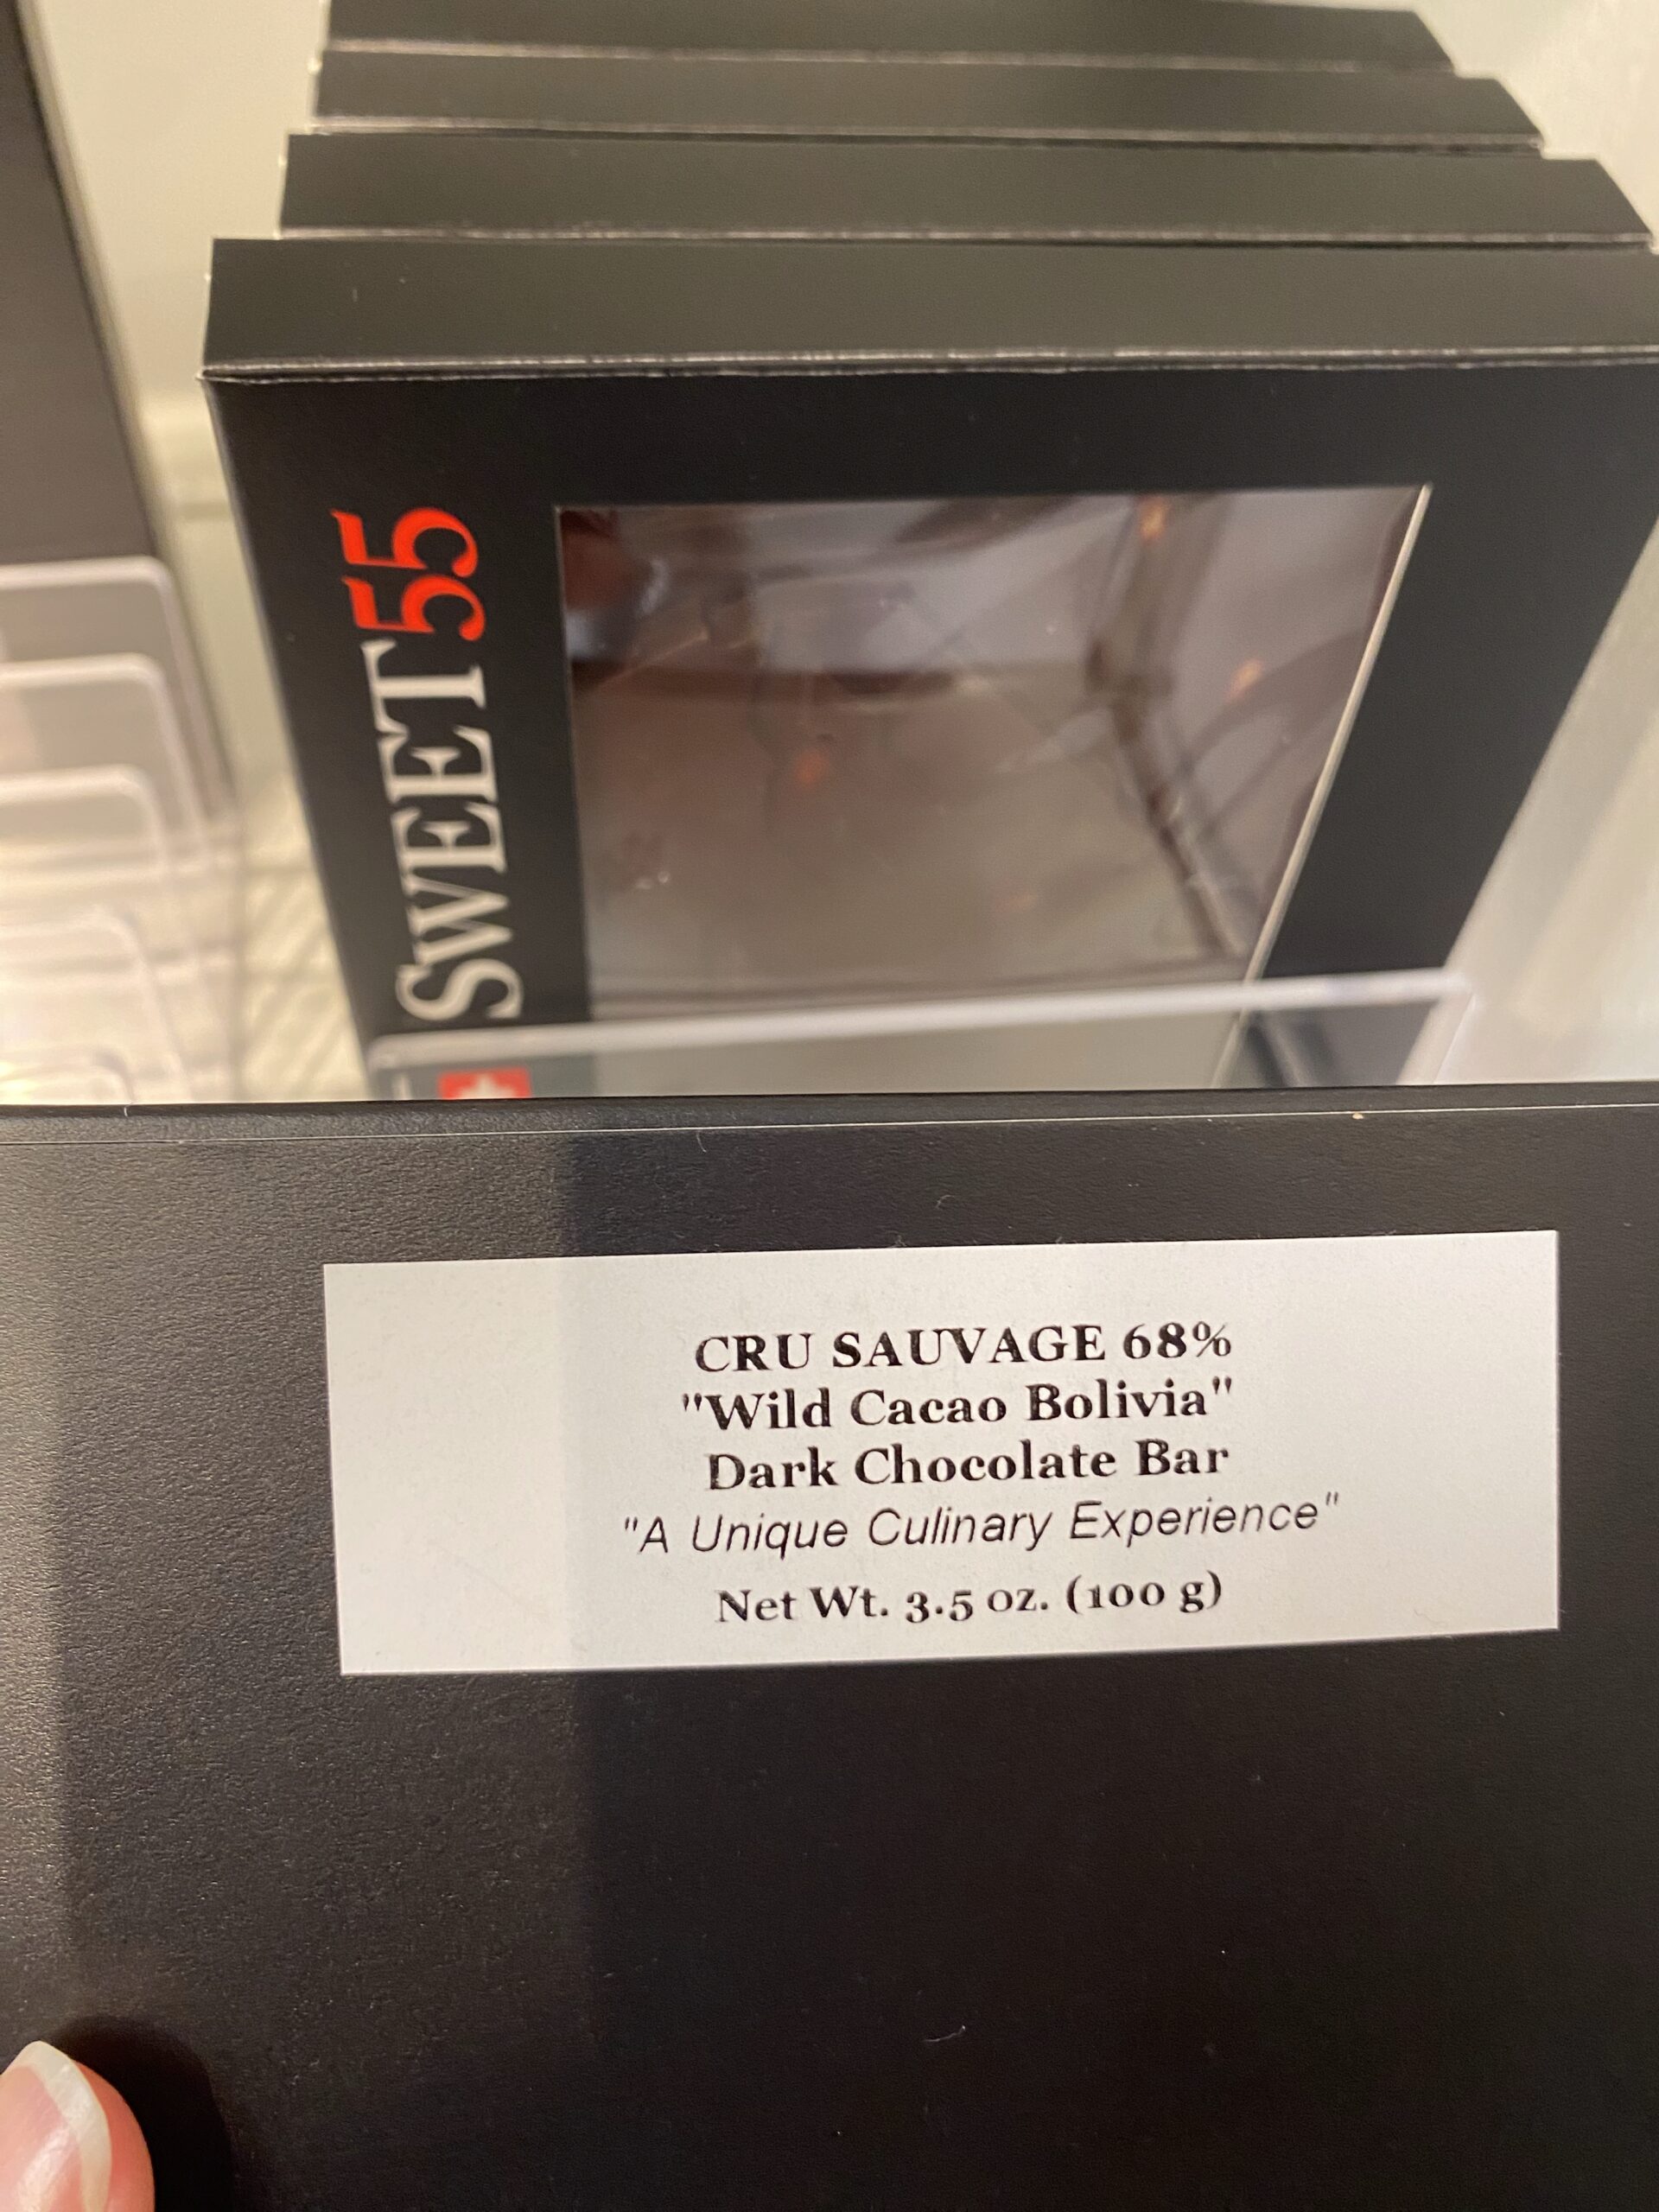 SWEET55
CRU SAUVAGE 68%
"Wild Cacao Bolivia"
Dark Chocolate Bar
"A Unique Culinary Experience"
Net Wt. 3.5 oz. (100 g)